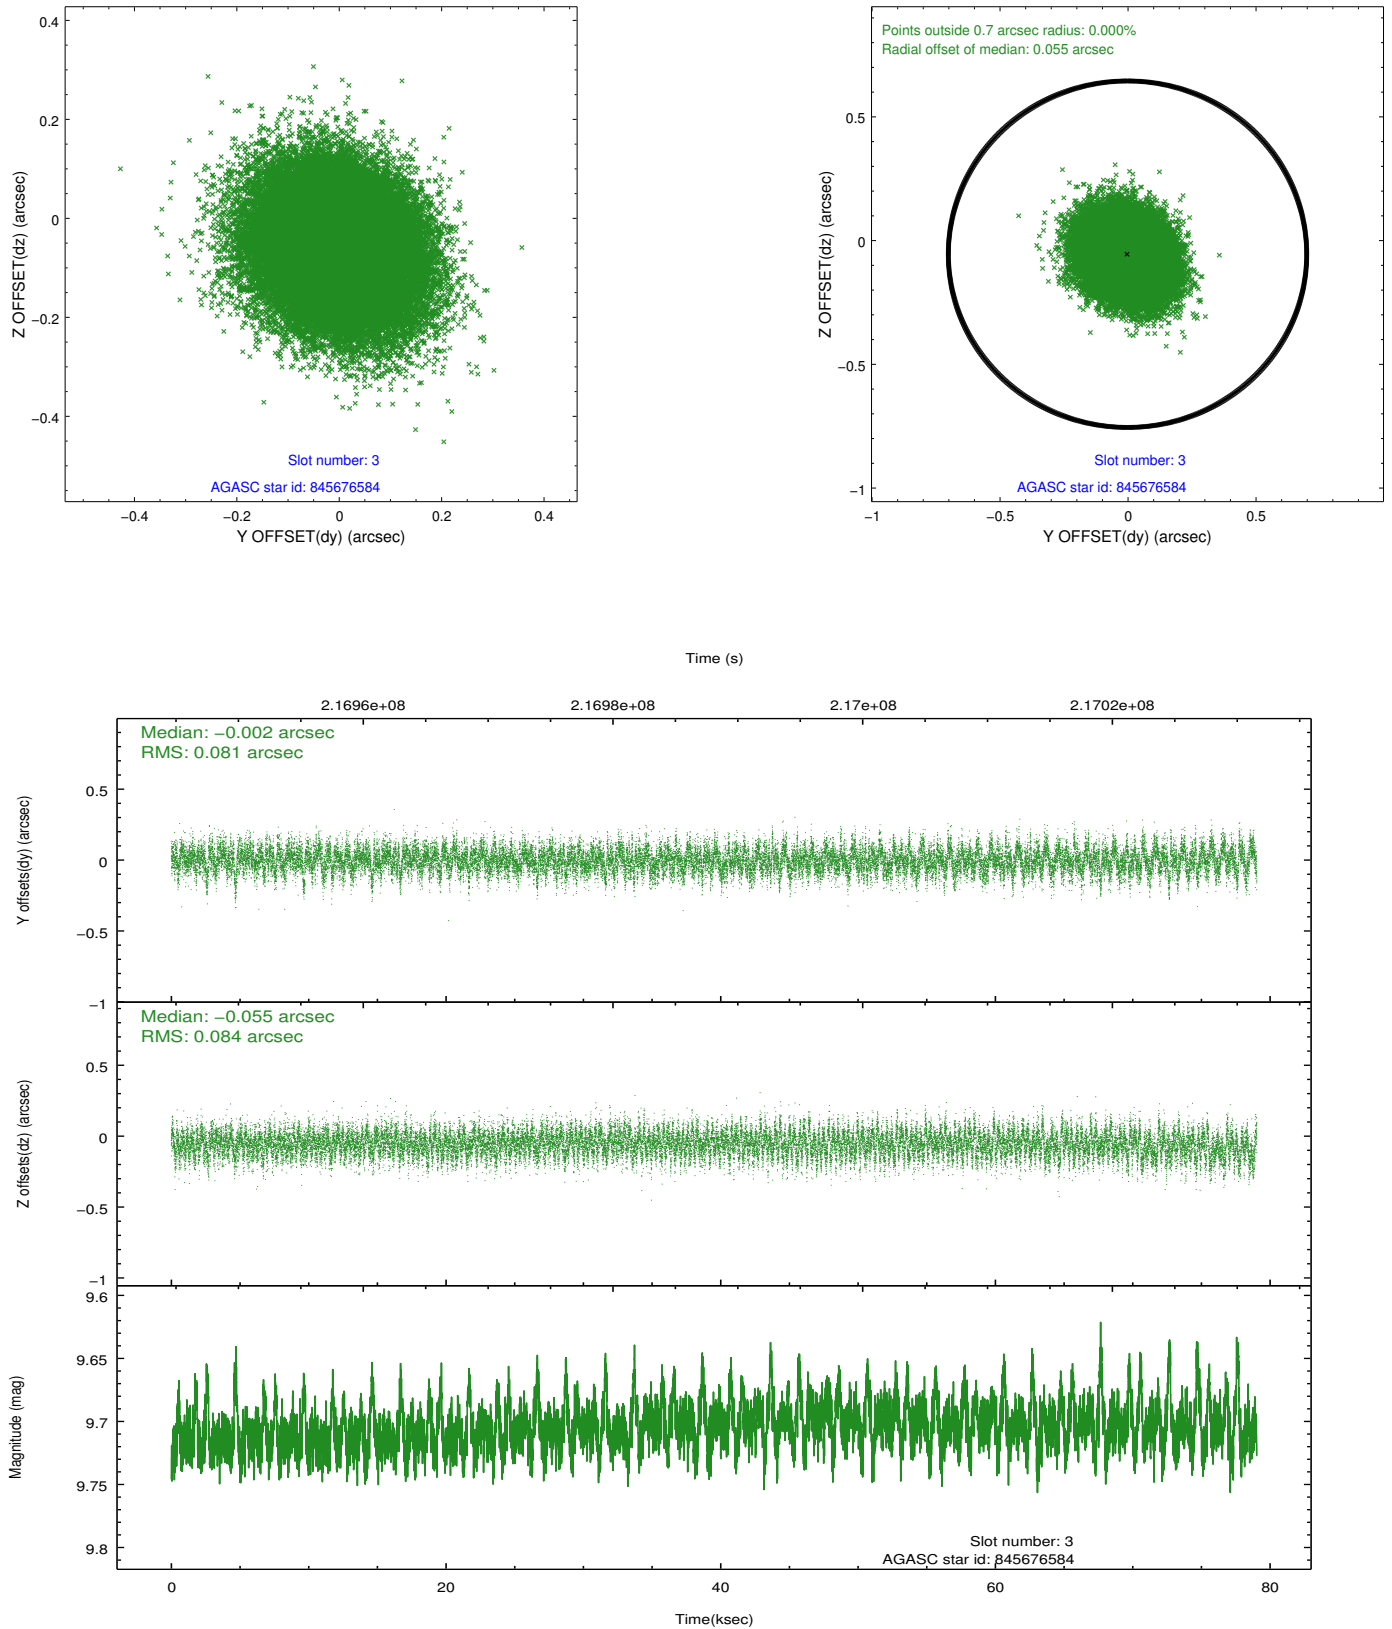 0.4
0.2
0
−0.2
−0.4
Z OFFSET(dz) (arcsec)
Slot number: 3
AGASC star id: 845676584
−0.4
−0.2
0
0.2
0.4
Y OFFSET(dy) (arcsec)
Points outside 0.7 arcsec radius: 0.000%
Radial offset of median: 0.055 arcsec
0.5
0
−0.5
−1
Z OFFSET(dz) (arcsec)
Slot number: 3
AGASC star id: 845676584
−1
−0.5
0
0.5
Y OFFSET(dy) (arcsec)
Time (s)
2.1696e+08
2.1698e+08
2.17e+08
2.1702e+08
Median: −0.002 arcsec
RMS: 0.081 arcsec
0.5
0
−0.5
−1
Y offsets(dy) (arcsec)
Median: −0.055 arcsec
RMS: 0.084 arcsec
0.5
0
−0.5
−1
Z offsets(dz) (arcsec)
9.6
9.65
9.7
9.75
9.8
Magnitude (mag)
Slot number: 3
AGASC star id: 845676584
0
20
40
60
80
Time(ksec)